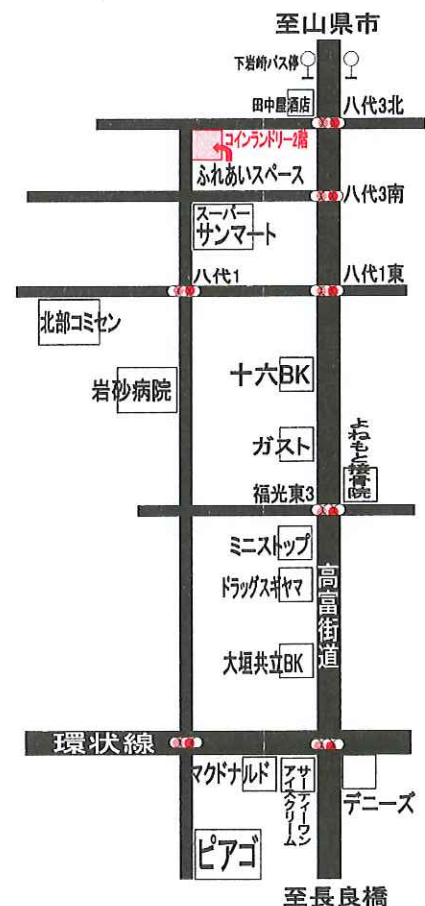 至山県市
下岩崎バス停
田中屋酒店
八代3北
コインランドリー2階
ふれあいスペース
八代3南
スーパー
サンマート
八代1
八代1東
北部コミセン
十六BK
岩砂病院
ガスト
よねもと接骨院
福光東3
ミニストップ
ドラッグスギヤマ
高富街道
大垣共立BK
環状線
マクドナルド
サーティーワン
アイスクリーム
デニーズ
ピアゴ
至長良橋